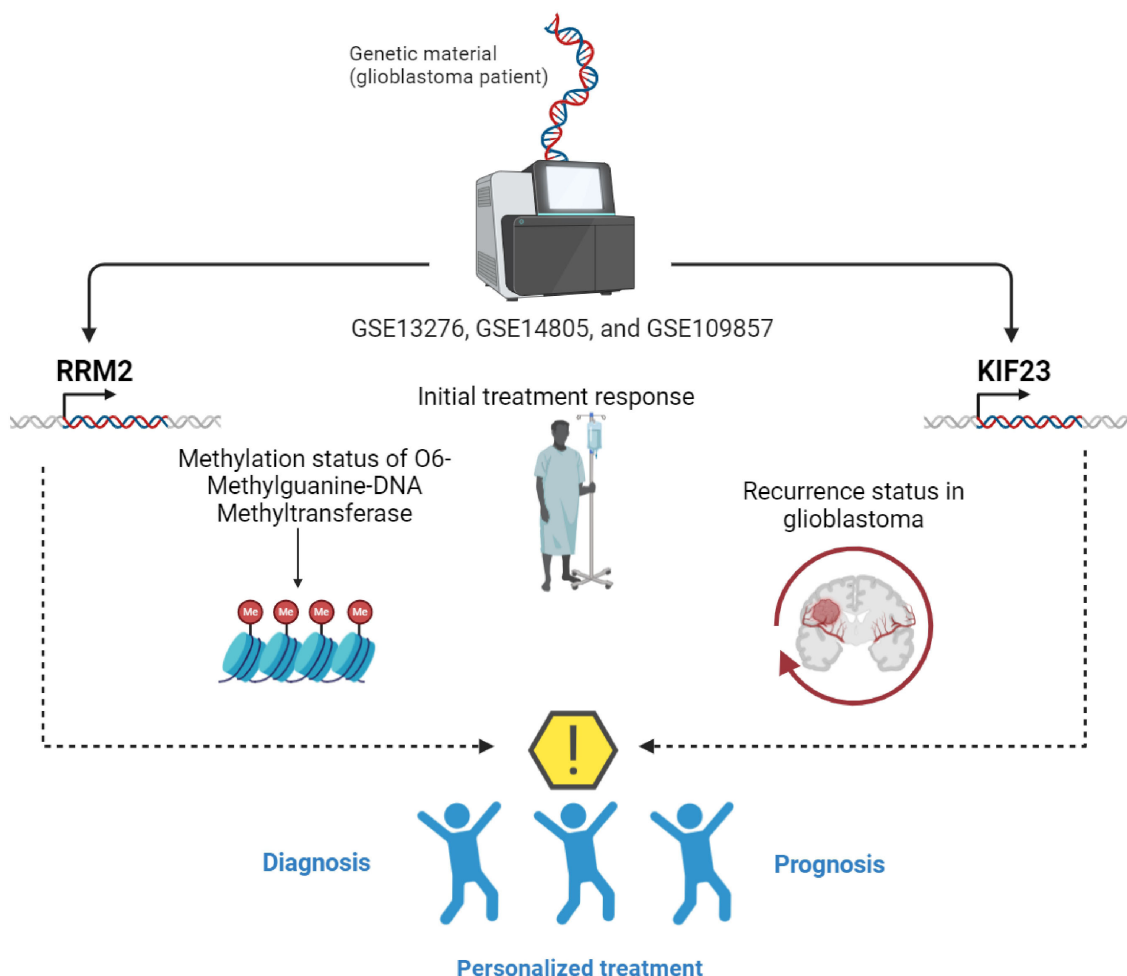 Genetic material
(glioblastoma patient)
GSE13276, GSE14805, and GSE109857
RRM2
KIF23
Initial treatment response
Methylation status of O6-
Methylguanine-DNA
Methyltransferase
Recurrence status in
glioblastoma
Me Me Me Me
!
Diagnosis
Prognosis
Personalized treatment